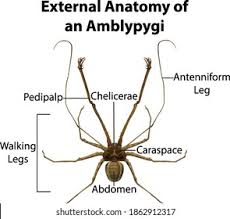 External Anatomy of
an Amblypygi
Antenniform
Leg
Pedipalp
Chelicerae
Walking
Legs
Caraspace
Abdomen
shutterstock.com · 1862912317